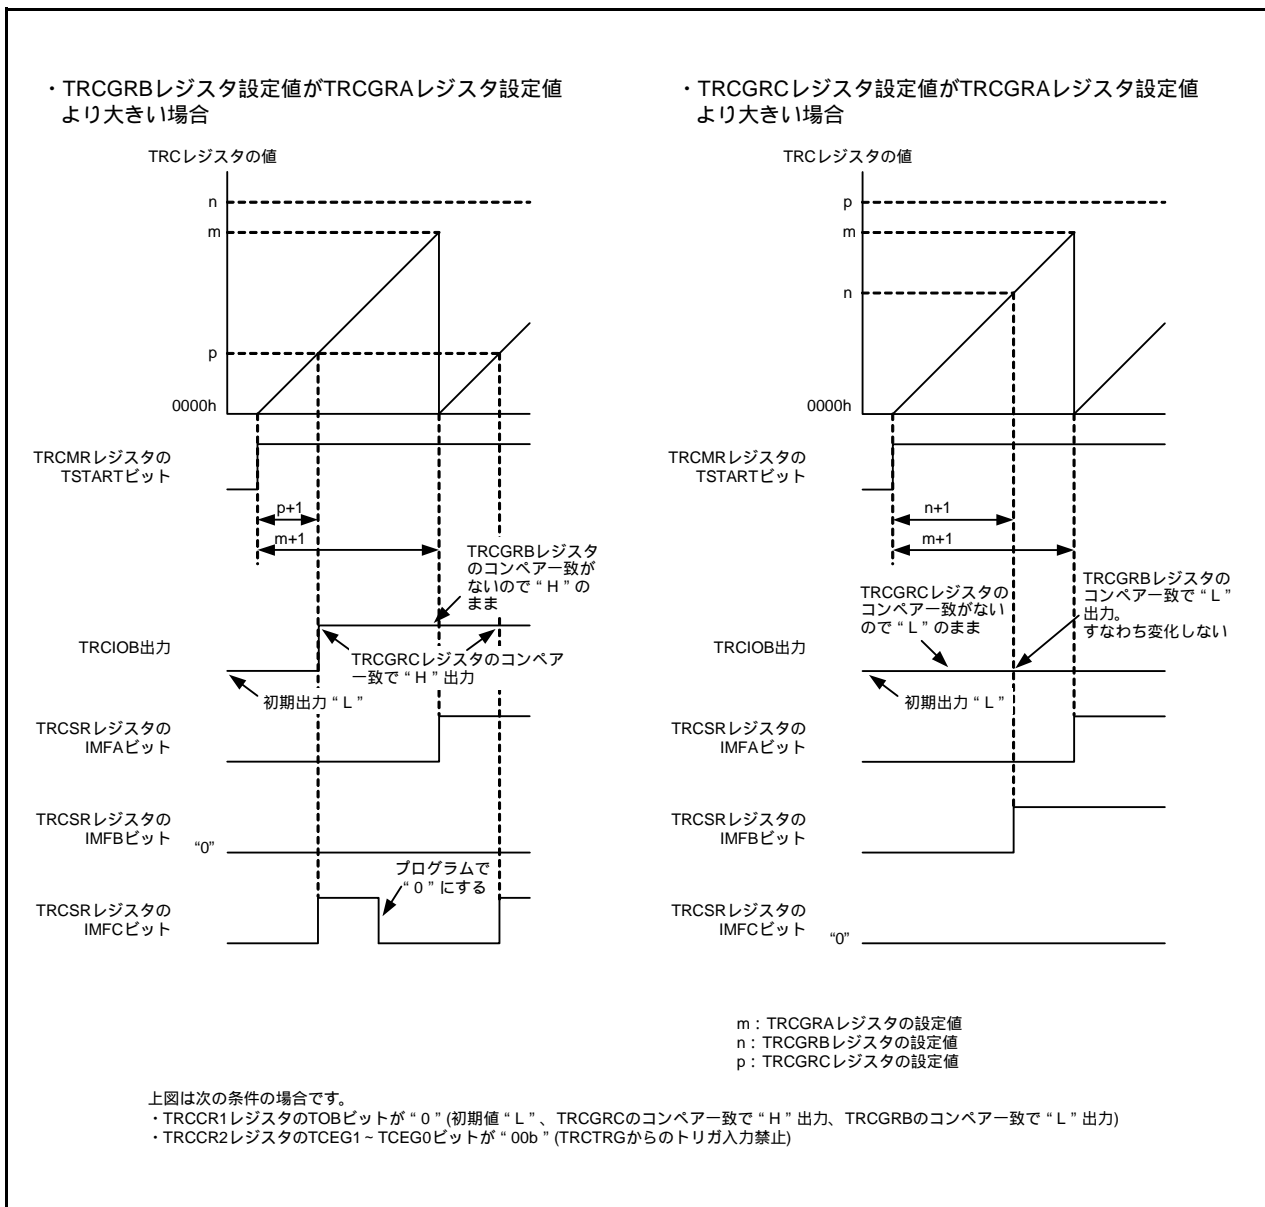 ・TRCGRBレジスタ設定値がTRCGRAレジスタ設定値
より大きい場合
TRCレジスタの値
n
m
p
0000h
TRCMRレジスタの
TSTARTビット
p+1
m+1
TRCGRBレジスタ
のコンペア一致が
ないので“H”の
まま
TRCIOB出力
TRCGRCレジスタのコンペア
一致で“H”出力
初期出力“L”
TRCSRレジスタの
IMFAビット
TRCSRレジスタの
IMFBビット
“0”
プログラムで
“0”にする
TRCSRレジスタの
IMFCビット
・TRCGRCレジスタ設定値がTRCGRAレジスタ設定値
より大きい場合
TRCレジスタの値
p
m
n
0000h
TRCMRレジスタの
TSTARTビット
n+1
m+1
TRCGRCレジスタの
コンペア一致がない
ので“L”のまま
TRCGRBレジスタの
コンペア一致で“L”
出力。
すなわち変化しない
TRCIOB出力
初期出力“L”
TRCSRレジスタの
IMFAビット
TRCSRレジスタの
IMFBビット
TRCSRレジスタの
IMFCビット
“0”
m：TRCGRAレジスタの設定値
n：TRCGRBレジスタの設定値
p：TRCGRCレジスタの設定値
上図は次の条件の場合です。
・TRCCR1レジスタのTOBビットが“0”(初期値“L”、TRCGRCのコンペア一致で“H”出力、TRCGRBのコンペア一致で“L”出力)
・TRCCR2レジスタのTCEG1~TCEG0ビットが“00b”(TRCTRGからのトリガ入力禁止)